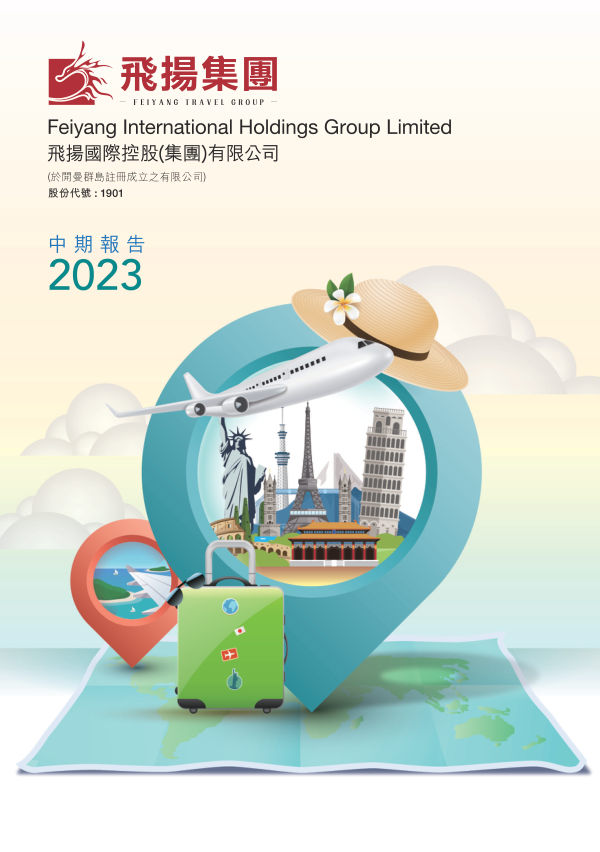 飛揚集團
FEIYANG TRAVEL GROUP
Feiyang International Holdings Group Limited
飛揚國際控股(集團)有限公司
(於開曼群島註冊成立之有限公司)
股份代號 : 1901
中期報告
2023